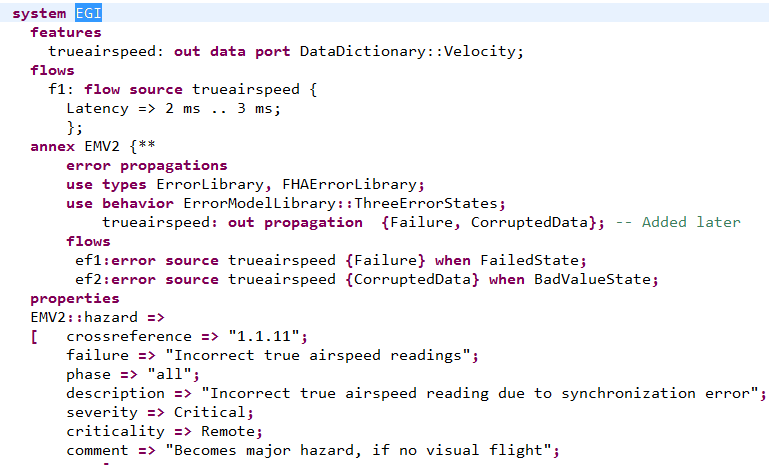 system EGI
features
trueairspeed: out data port DataDictionary::Velocity;
flows
f1: flow source trueairspeed {
Latency => 2 ms .. 3 ms;
};
annex EMV2 {**
error propagations
use types ErrorLibrary, FHAErrorLibrary;
use behavior ErrorModelLibrary::ThreeErrorStates;
trueairspeed: out propagation {Failure, CorruptedData}; -- Added later
flows
ef1:error source trueairspeed {Failure} when FailedState;
ef2:error source trueairspeed {CorruptedData} when BadValueState;
properties
EMV2::hazard =>
[ crossreference => "1.1.11";
failure => "Incorrect true airspeed readings";
phase => "all";
description => "Incorrect true airspeed reading due to synchronization error";
severity => Critical;
criticality => Remote;
comment => "Becomes major hazard, if no visual flight";